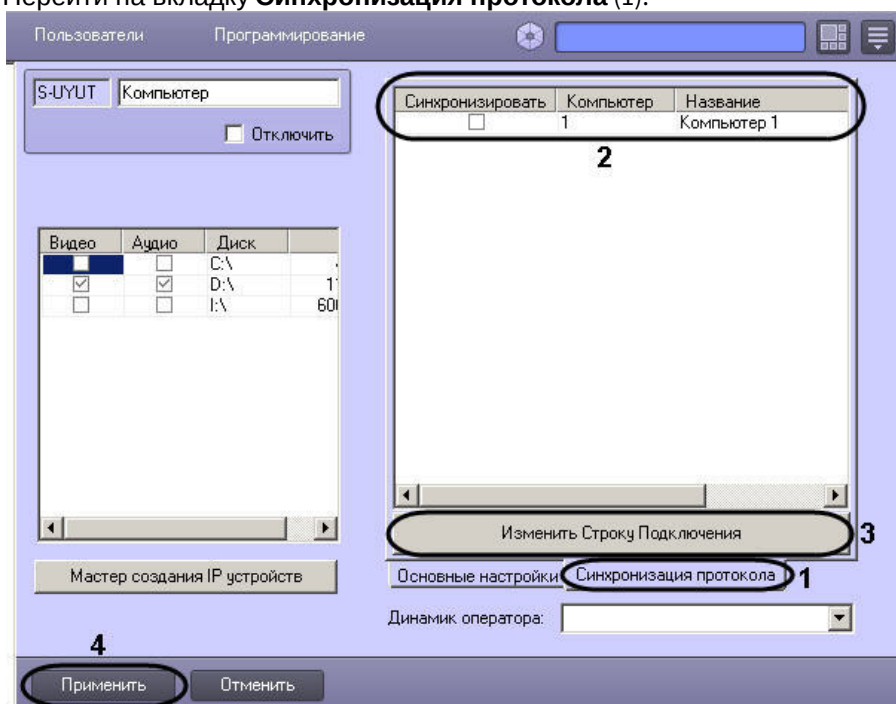 Перейти на вкладку Синхронизация протокола (1).
Пользователи Программирование
S-UYUT Компьютер
Отключить
Синхронизировать Компьютер Название
1 Компьютер 1
2
Видео Аудио Диск
C:\
D:\ 1
I:\ 60
Изменить Строку Подключения 3
Мастер создания IP устройств
Основные настройки Синхронизация протокола 1
Динамик оператора:
4
Применить Отменить